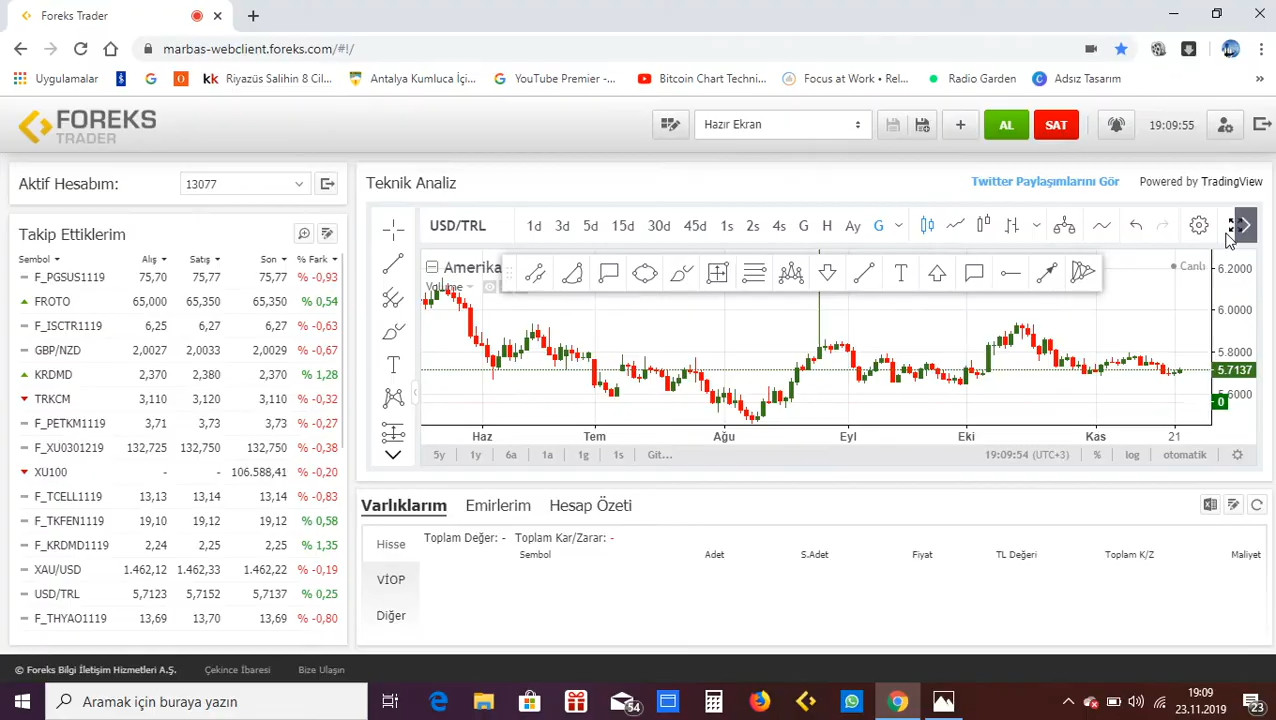 Foreks Trader
marbas-webclient.foreks.com/#!/
Uygulamalar Riyazüs Salihin 8 Cil... Antalya Kumluca İçi... YouTube Premier -... Bitcoin Chart Techni... Focus at Work • Rel... Radio Garden Adsız Tasarım »
FOREKS
TRADER
Hazır Ekran
AL
SAT
19:09:55
Aktif Hesabım: 13077
Takip Ettiklerim
Sembol Alış Satış Son % Fark
F_PGSUS1119 75,70 75,77 75,77 % -0,93
FROTO 65,000 65,350 65,350 % 0,54
F_ISCTR1119 6,25 6,27 6,27 % -0,63
GBP/NZD 2,0027 2,0033 2,0029 % -0,67
KRDMD 2,370 2,380 2,370 % 1,28
TRKCM 3,110 3,120 3,110 % -0,32
F_PETKM1119 3,71 3,73 3,73 % -0,27
F_XU0301219 132,725 132,750 132,750 % -0,38
XU100 - - 106.588,41 % -0,20
F_TCELL1119 13,13 13,14 13,14 % -0,83
F_TKFEN1119 19,10 19,12 19,12 % 0,58
F_KRDMD1119 2,24 2,25 2,25 % 1,35
XAU/USD 1.462,12 1.462,33 1.462,22 % -0,19
USD/TRL 5,7123 5,7152 5,7137 % 0,25
F_THYAO1119 13,69 13,70 13,69 % -0,80
Teknik Analiz
Twitter Paylaşımlarını Gör
Powered by TradingView
USD/TRL 1d 3d 5d 15d 30d 45d 1s 2s 4s G H Ay G
Amerika
Volume
Canlı
6.2000
6.0000
5.8000
5.7137
5.6000
0
Haz Tem Ağu Eyl Eki Kas 21
5y 1y 6a 1a 1g 1s Git... 19:09:54 (UTC+3) % log otomatik
Varlıklarım Emirlerim Hesap Özeti
Hisse
VİOP
Diğer
Toplam Değer: - Toplam Kar/Zarar: -
Sembol Adet S.Adet Fiyat TL Değeri Toplam K/Z Maliyet
© Foreks Bilgi İletişim Hizmetleri A.Ş. Çekince İbaresi Bize Ulaşın
Aramak için buraya yazın
54
19:09
23.11.2019
23